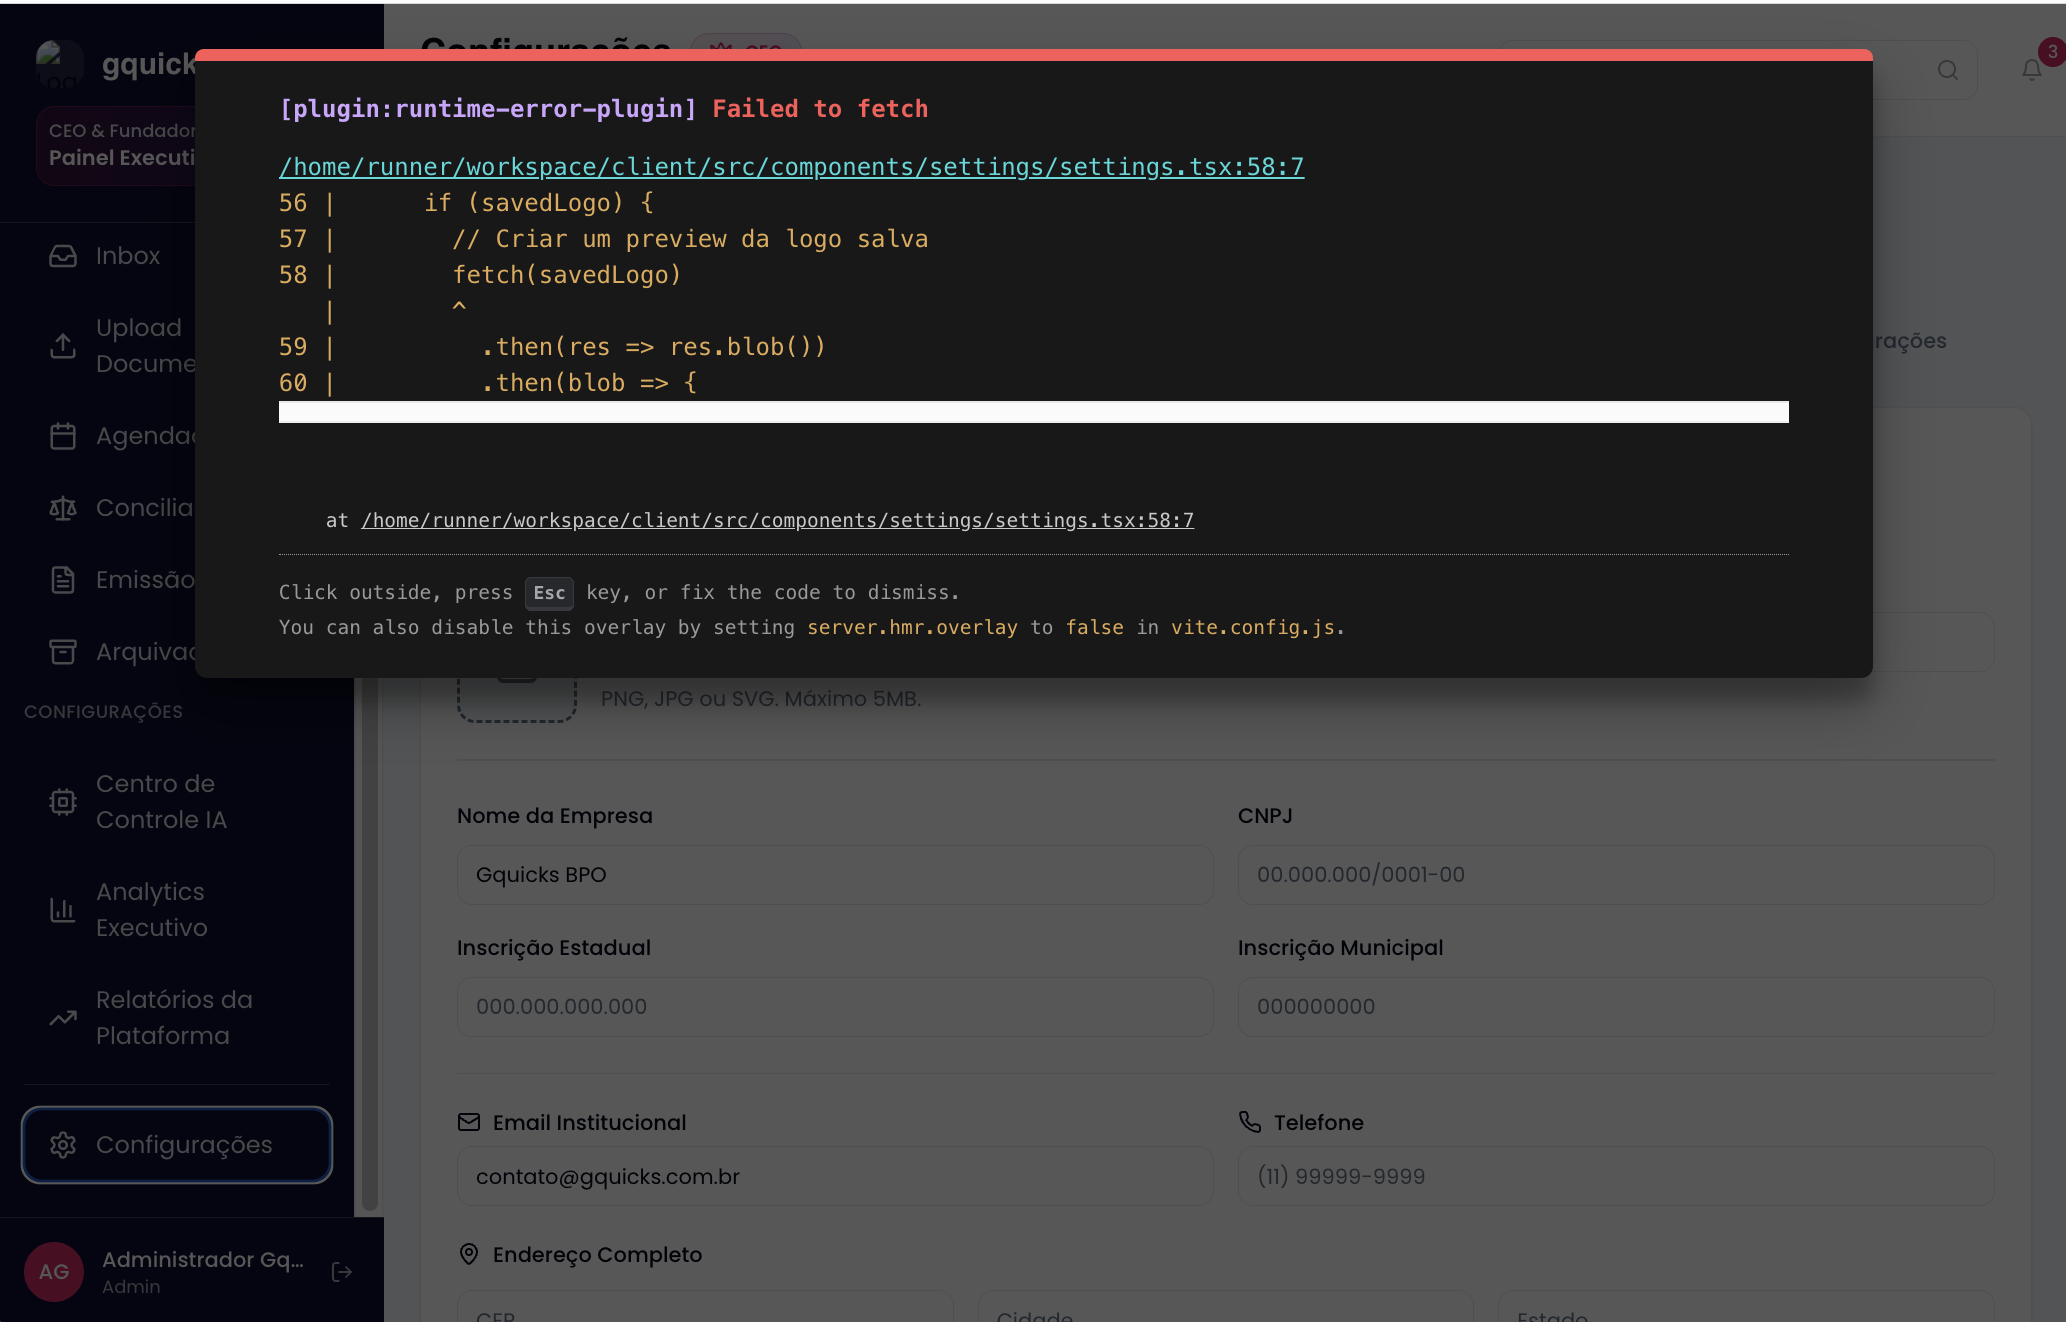 Configurações
CEO
3
gquick
CEO & Fundador
Painel Executi
[plugin:runtime-error-plugin] Failed to fetch
/home/runner/workspace/client/src/components/settings/settings.tsx:58:7
56 |      if (savedLogo) {
57 |        // Criar um preview da logo salva
58 |        fetch(savedLogo)
   |        ^
59 |          .then(res => res.blob())
60 |          .then(blob => {
at /home/runner/workspace/client/src/components/settings/settings.tsx:58:7
Click outside, press Esc key, or fix the code to dismiss.
You can also disable this overlay by setting server.hmr.overlay to false in vite.config.js.
Inbox
Upload
Docume
Agenda
Concilia
Emissão
Arquiva
rações
CONFIGURAÇÕES
Centro de
Controle IA
Analytics
Executivo
Relatórios da
Plataforma
Configurações
AG
Administrador Gq...
Admin
PNG, JPG ou SVG. Máximo 5MB.
Nome da Empresa
CNPJ
Gquicks BPO
00.000.000/0001-00
Inscrição Estadual
Inscrição Municipal
000.000.000.000
000000000
Email Institucional
Telefone
contato@gquicks.com.br
(11) 99999-9999
Endereço Completo
CEP
Cidade
Estado